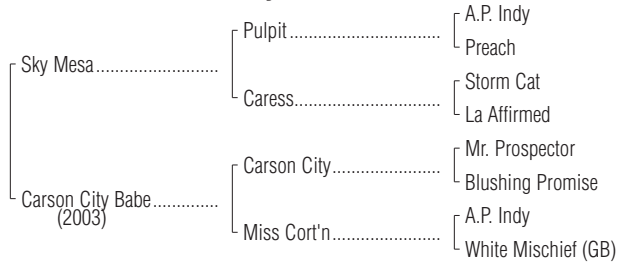 A.P. Indy
Pulpit
Preach
Sky Mesa
Storm Cat
Caress
La Affirmed
Mr. Prospector
Carson City
Blushing Promise
Carson City Babe
(2003)
A.P. Indy
Miss Cort'n
White Mischief (GB)